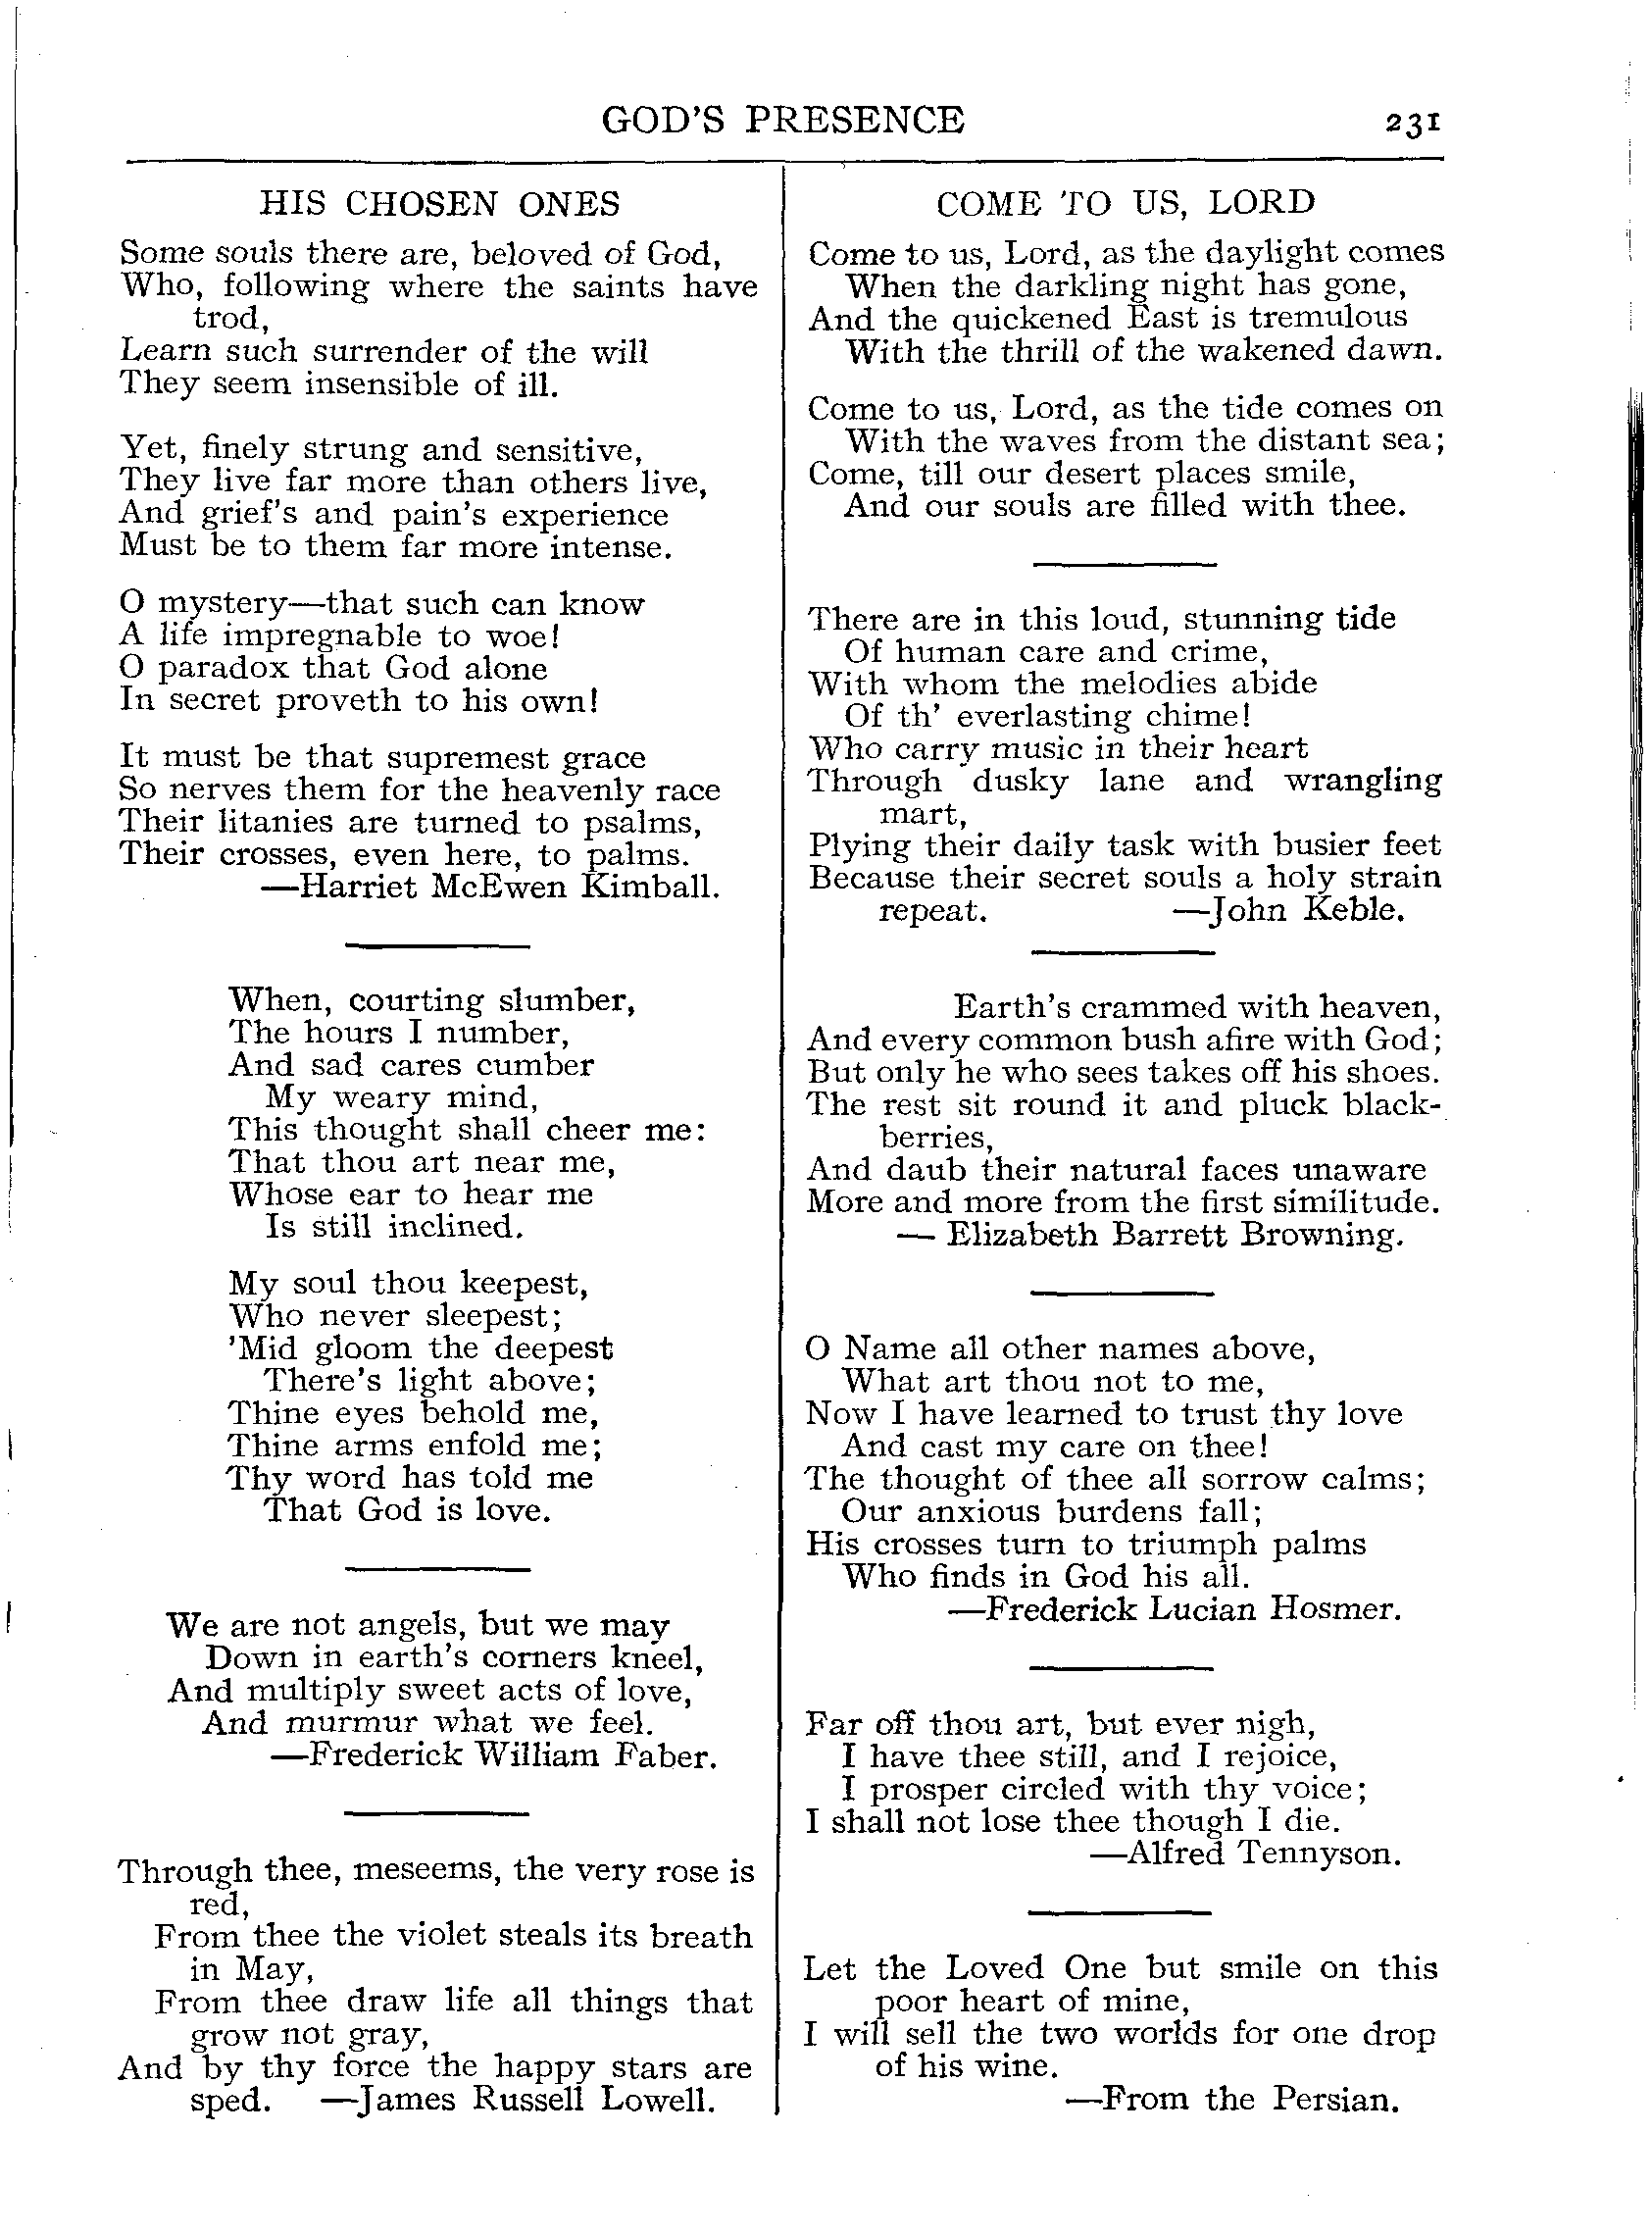 GOD'S PRESENCE 231
HIS CHOSEN ONES
Some souls there are, beloved of God,
Who, following where the saints have
trod,
Learn such surrender of the will
They seem insensible of ill.
Yet, finely strung and sensitive,
They live far more than others live,
And grief's and pain's experience
Must be to them far more intense.
O mystery—that such can know
A life impregnable to woe!
O paradox that God alone
In secret proveth to his own!
It must be that supremest grace
So nerves them for the heavenly race
Their litanies are turned to psalms,
Their crosses, even here, to palms.
—Harriet McEwen Kimball.
When, courting slumber,
The hours I number,
And sad cares cumber
My weary mind,
This thought shall cheer me:
That thou art near me,
Whose ear to hear me
Is still inclined.
My soul thou keepest,
Who never sleepest;
'Mid gloom the deepest
There's light above;
Thine eyes behold me,
Thine arms enfold me;
Thy word has told me
That God is love.
We are not angels, but we may
Down in earth's corners kneel,
And multiply sweet acts of love,
And murmur what we feel.
—Frederick William Faber.
Through thee, meseems, the very rose is
red,
From thee the violet steals its breath
in May,
From thee draw life all things that
grow not gray,
And by thy force the happy stars are
sped. —James Russell Lowell.
COME TO US, LORD
Come to us, Lord, as the daylight comes
When the darkling night has gone,
And the quickened East is tremulous
With the thrill of the wakened dawn.
Come to us, Lord, as the tide comes on
With the waves from the distant sea;
Come, till our desert places smile,
And our souls are filled with thee.
There are in this loud, stunning tide
Of human care and crime,
With whom the melodies abide
Of th' everlasting chime!
Who carry music in their heart
Through dusky lane and wrangling
mart,
Plying their daily task with busier feet
Because their secret souls a holy strain
repeat. —John Keble.
Earth's crammed with heaven,
And every common bush afire with God;
But only he who sees takes off his shoes.
The rest sit round it and pluck black-
berries,
And daub their natural faces unaware
More and more from the first similitude.
— Elizabeth Barrett Browning.
O Name all other names above,
What art thou not to me,
Now I have learned to trust thy love
And cast my care on thee!
The thought of thee all sorrow calms;
Our anxious burdens fall;
His crosses turn to triumph palms
Who finds in God his all.
—Frederick Lucian Hosmer.
Far off thou art, but ever nigh,
I have thee still, and I rejoice,
I prosper circled with thy voice;
I shall not lose thee though I die.
—Alfred Tennyson.
Let the Loved One but smile on this
poor heart of mine,
I will sell the two worlds for one drop
of his wine.
—From the Persian.